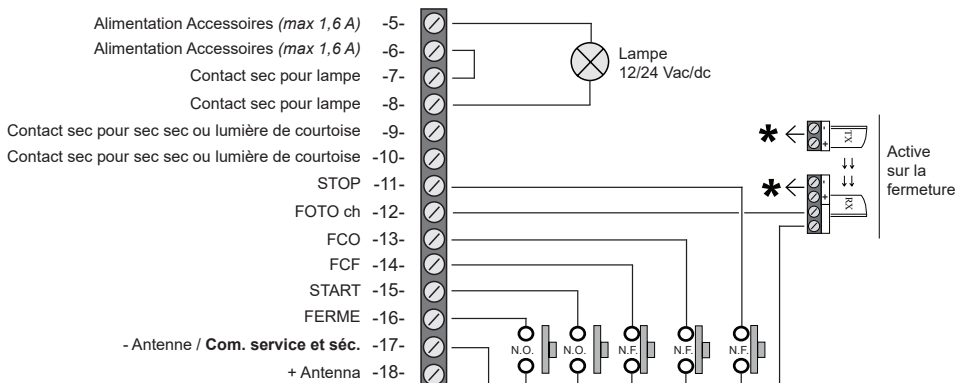 Alimentation Accessoires (max 1,6 A) -5-
Alimentation Accessoires (max 1,6 A) -6-
Contact sec pour lampe -7-
Contact sec pour lampe -8-
Contact sec pour sec sec ou lumière de courtoise -9-
Contact sec pour sec sec ou lumière de courtoise -10-
STOP -11-
FOTO ch -12-
FCO -13-
FCF -14-
START -15-
FERME -16-
- Antenne / Com. service et séc. -17-
+ Antenna -18-
Lampe
12/24 Vac/dc
* - + TX
* - + RX
Active
sur la
fermeture
N.O. N.O. N.F. N.F. N.F.